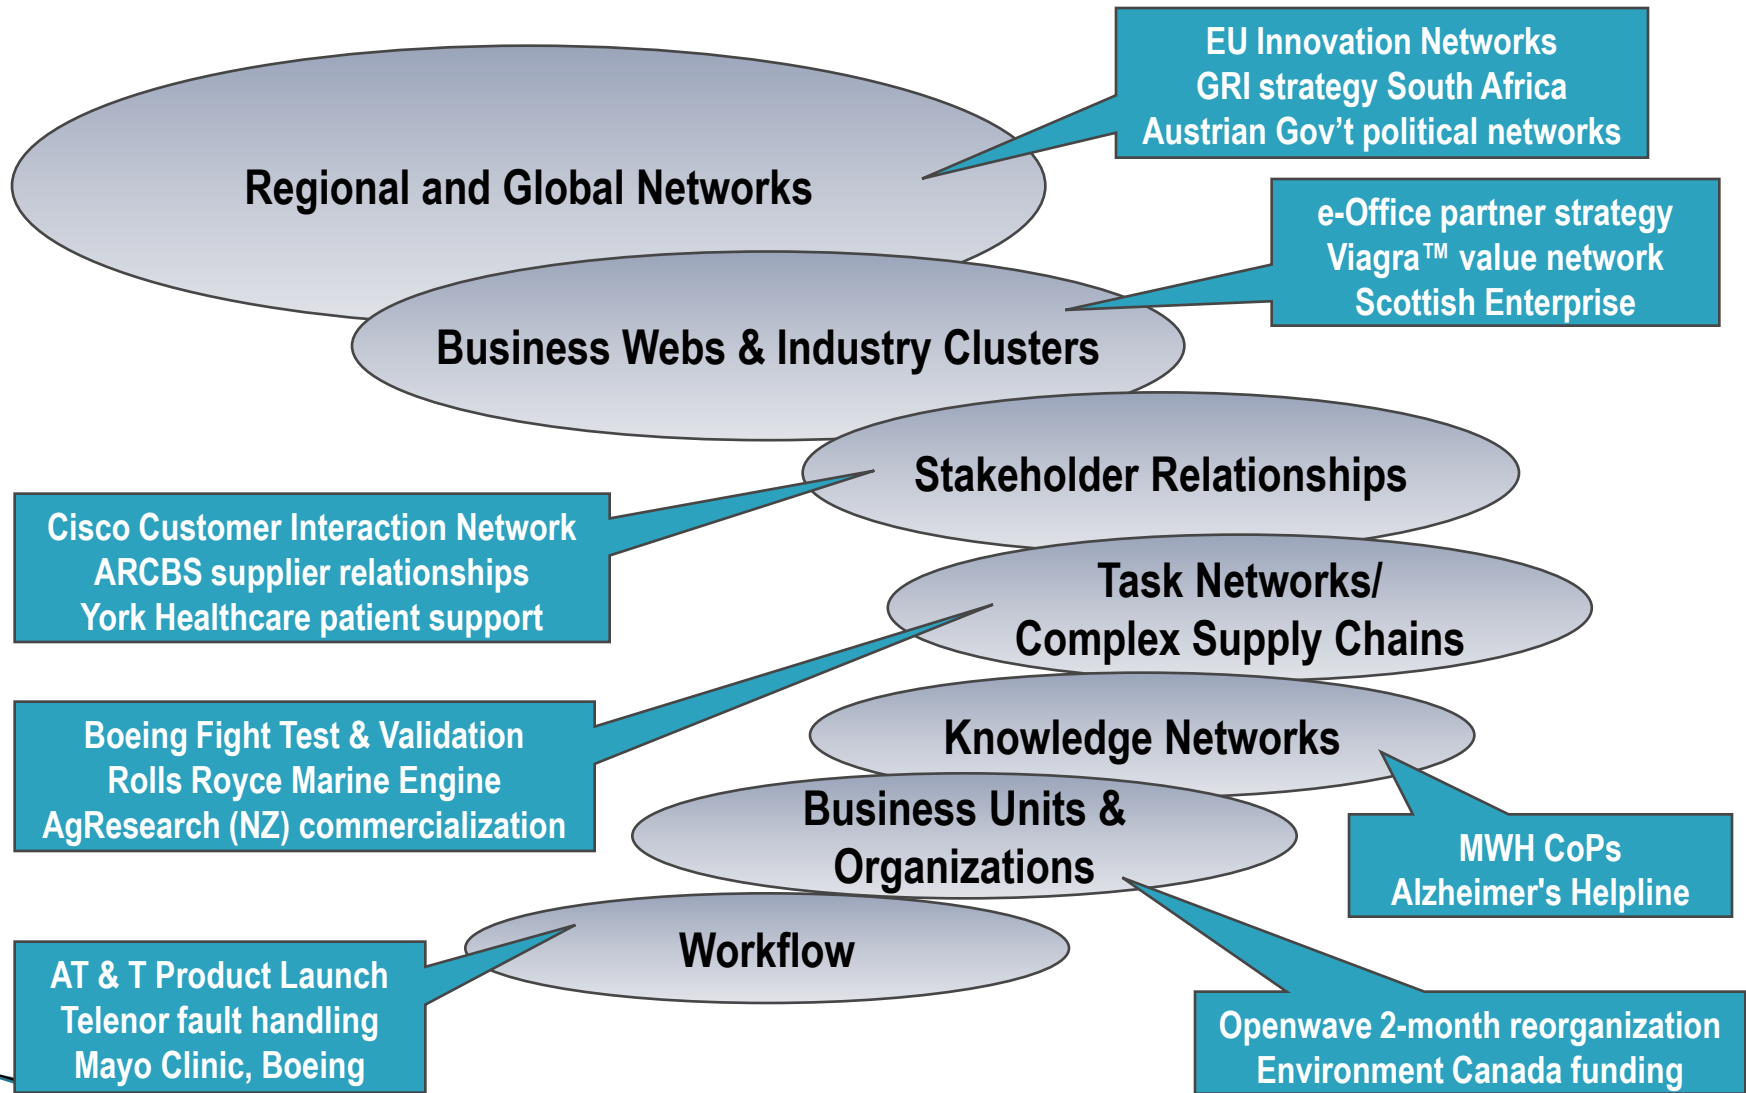 EU Innovation Networks
GRI strategy South Africa
Austrian Gov't political networks
Regional and Global Networks
e-Office partner strategy
Viagra™ value network
Scottish Enterprise
Business Webs & Industry Clusters
Stakeholder Relationships
Cisco Customer Interaction Network
ARCBS supplier relationships
York Healthcare patient support
Task Networks/
Complex Supply Chains
Boeing Fight Test & Validation
Rolls Royce Marine Engine
AgResearch (NZ) commercialization
Knowledge Networks
MWH CoPs
Alzheimer's Helpline
Business Units &
Organizations
Workflow
AT & T Product Launch
Telenor fault handling
Mayo Clinic, Boeing
Openwave 2-month reorganization
Environment Canada funding